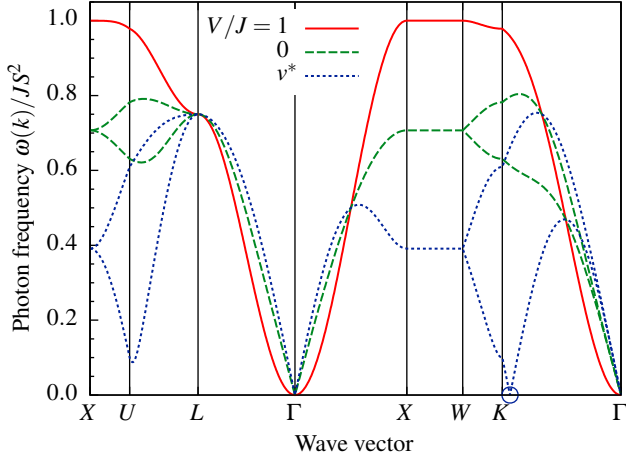 Photon frequency ω(k)/JS²
1.0
0.8
0.6
0.4
0.2
0.0
V/J = 1
0
v*
X U L Γ X W K Γ
Wave vector